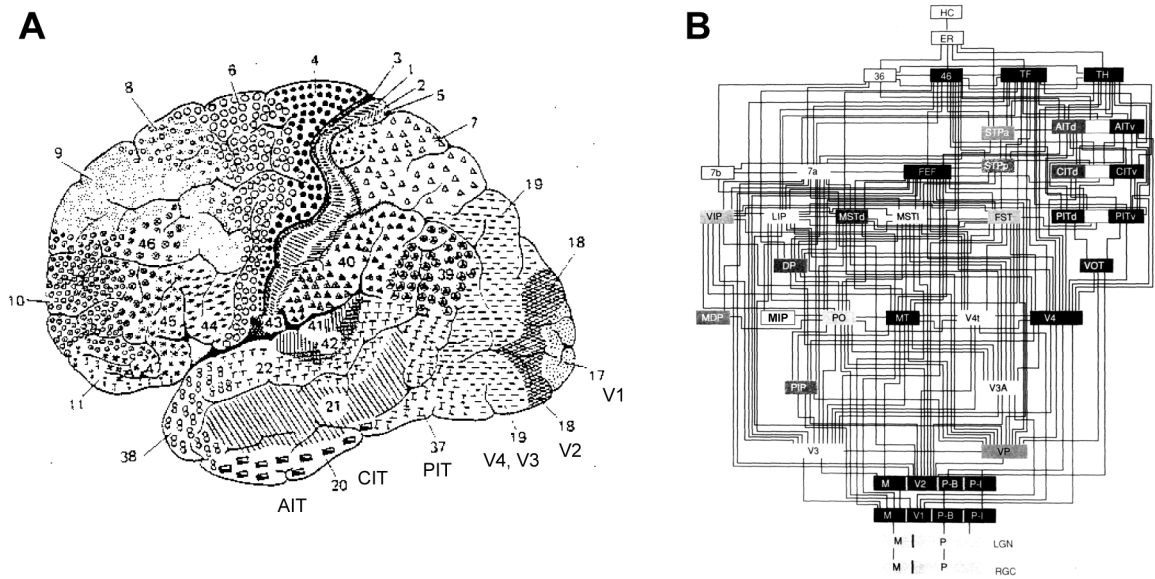 A
4
3
1
6
2
8
5
7
9
19
46
18
40
39
10
45
44
43
41
42
22
17
11
21
V1
18
38
37
19
V2
20
CIT
PIT
V4, V3
AIT
B
HC
ER
36
46
TF
TH
STPa
AITd
AITv
7b
7a
FEF
STPp
CITd
CITv
VIP
LIP
MSTd
MSTl
FST
PITd
PITv
DP
VOT
MDP
MIP
PO
MT
V4t
V4
PIP
V3A
V3
VP
M V2 P-B P-I
M V1 P-B P-I
M P LGN
M P RGC